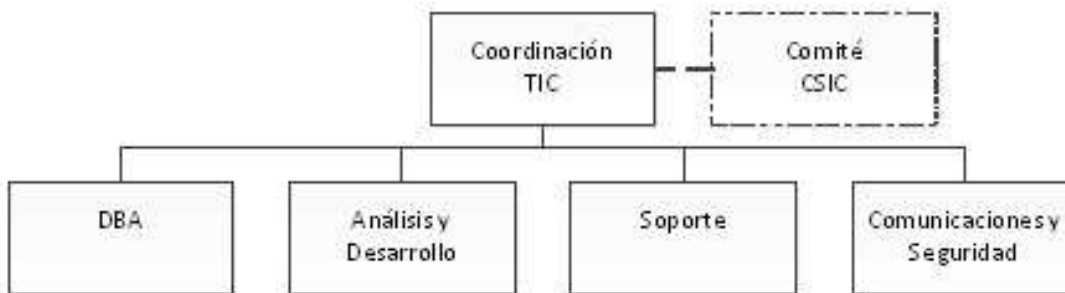 Coordinación
TIC
Comité
CSIC
DBA
Análisis y
Desarrollo
Soporte
Comunicaciones y
Seguridad